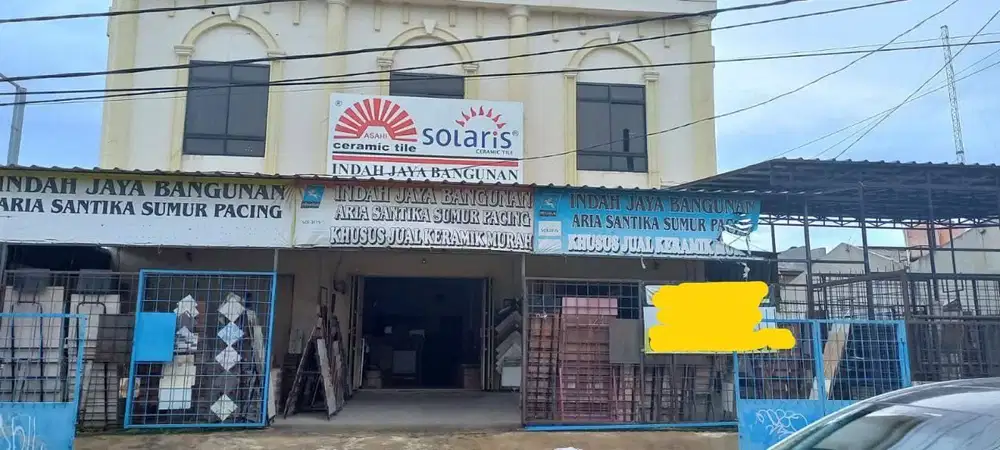 ASAHI
ceramic tile
SOLARIS
CERAMIC TILE
INDAH JAYA BANGUNAN
INDAH JAYA BANGUNAN
ARIA SANTIKA SUMUR PACING
INDAH JAYA BANGUNAN
ARIA SANTIKA SUMUR PACING
KHUSUS JUAL KERAMIK MURAH
INDAH JAYA BANGUNAN
ARIA SANTIKA SUMUR
KHUSUS JUAL KERAMIK